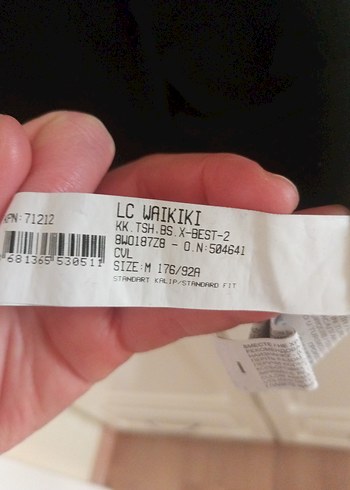 71212
LC WAIKIKI
KK.TSH.BS.X-BEST-2
8W0187Z8 - O.N:504641
CVL
681365 530511
SIZE:M 176/92A
STANDART KALIP/STANDARD FIT